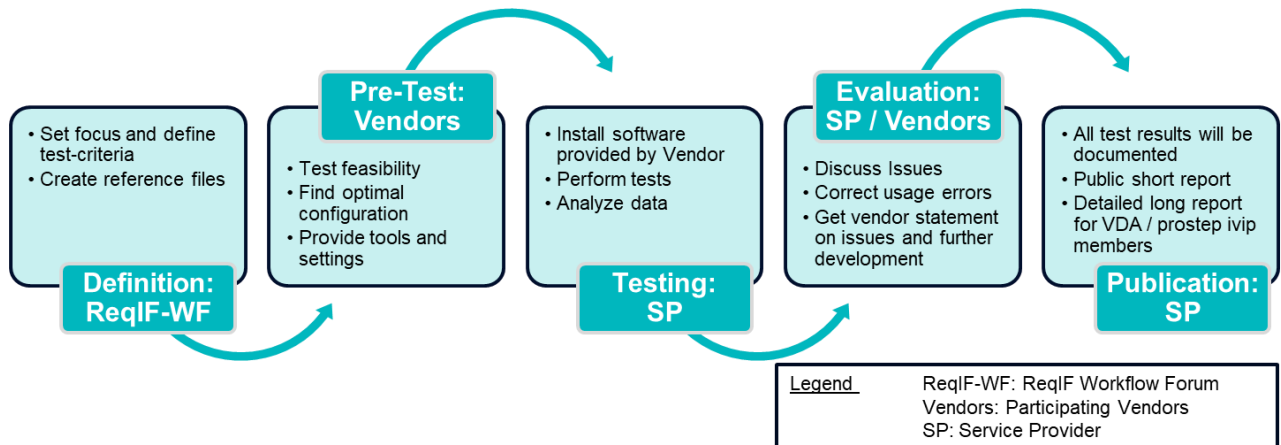 • Set focus and define
test-criteria
• Create reference files
Definition:
ReqIF-WF
Pre-Test:
Vendors
• Test feasibility
• Find optimal
configuration
• Provide tools and
settings
• Install software
provided by Vendor
• Perform tests
• Analyze data
Testing:
SP
Evaluation:
SP / Vendors
• Discuss Issues
• Correct usage errors
• Get vendor statement
on issues and further
development
• All test results will be
documented
• Public short report
• Detailed long report
for VDA / prostep ivip
members
Publication:
SP
Legend ReqIF-WF: ReqIF Workflow Forum
Vendors: Participating Vendors
SP: Service Provider